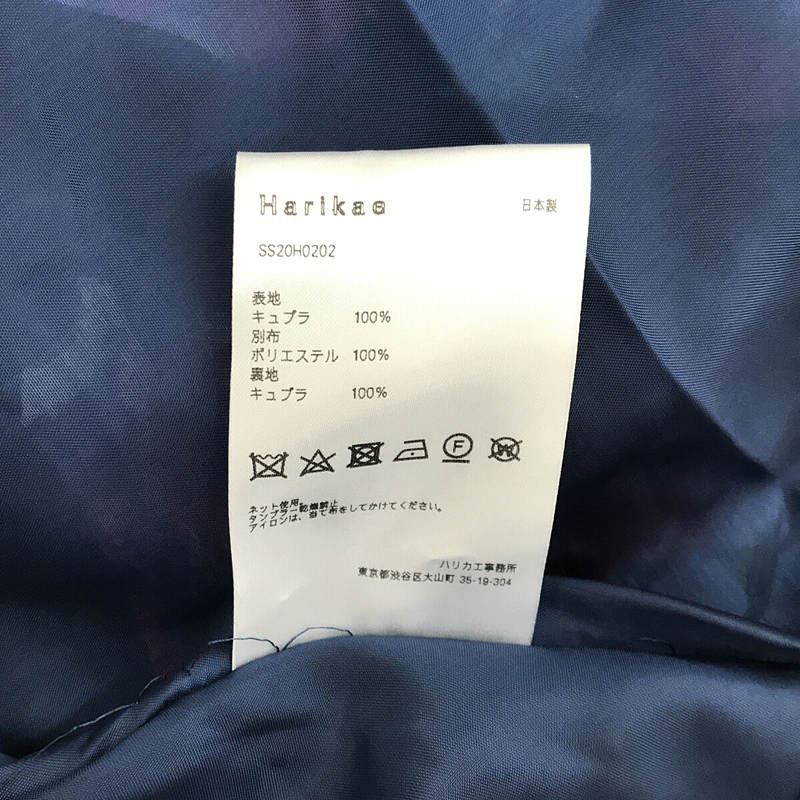 Harikae
日本製
SS20H0202
表地
キュプラ 100%
別布
ポリエステル 100%
裏地
キュプラ 100%
F
W
ネット使用。
タンブラー乾燥禁止
アイロンは、当て布をしてかけてください。
ハリカエ事務所
東京都渋谷区大山町 35-19-304